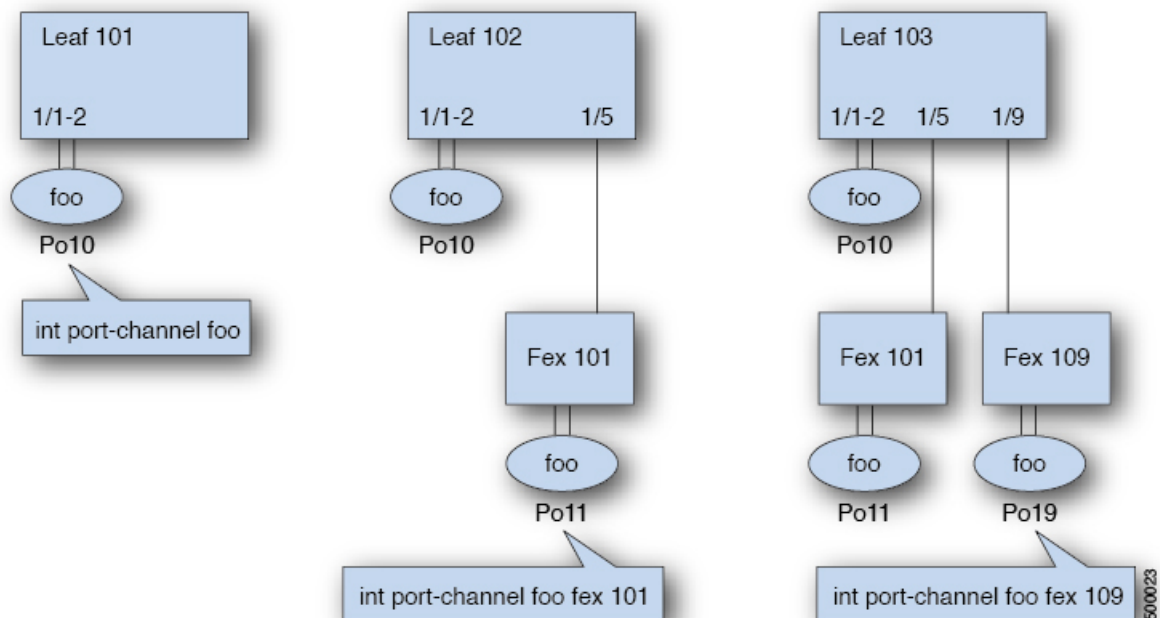 Leaf 101
1/1-2
foo
Po10
int port-channel foo
Leaf 102
1/1-2 1/5
foo
Po10
Fex 101
foo
Po11
int port-channel foo fex 101
Leaf 103
1/1-2 1/5 1/9
foo
Po10
Fex 101
foo
Po11
Fex 109
foo
Po19
int port-channel foo fex 109
500023